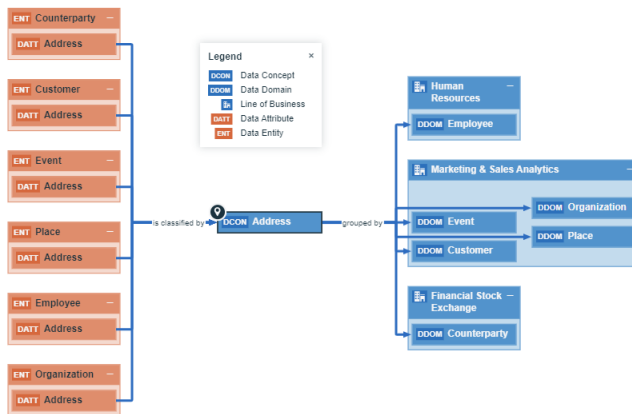 ENT Counterparty
DATT Address
ENT Customer
DATT Address
ENT Event
DATT Address
ENT Place
DATT Address
ENT Employee
DATT Address
ENT Organization
DATT Address
Legend ×
DCON Data Concept
DDOM Data Domain
Line of Business
DATT Data Attribute
ENT Data Entity
is classified by
DCON Address
grouped by
Human
Resources
DDOM Employee
Marketing & Sales Analytics
DDOM Organization
DDOM Event
DDOM Place
DDOM Customer
Financial Stock
Exchange
DDOM Counterparty